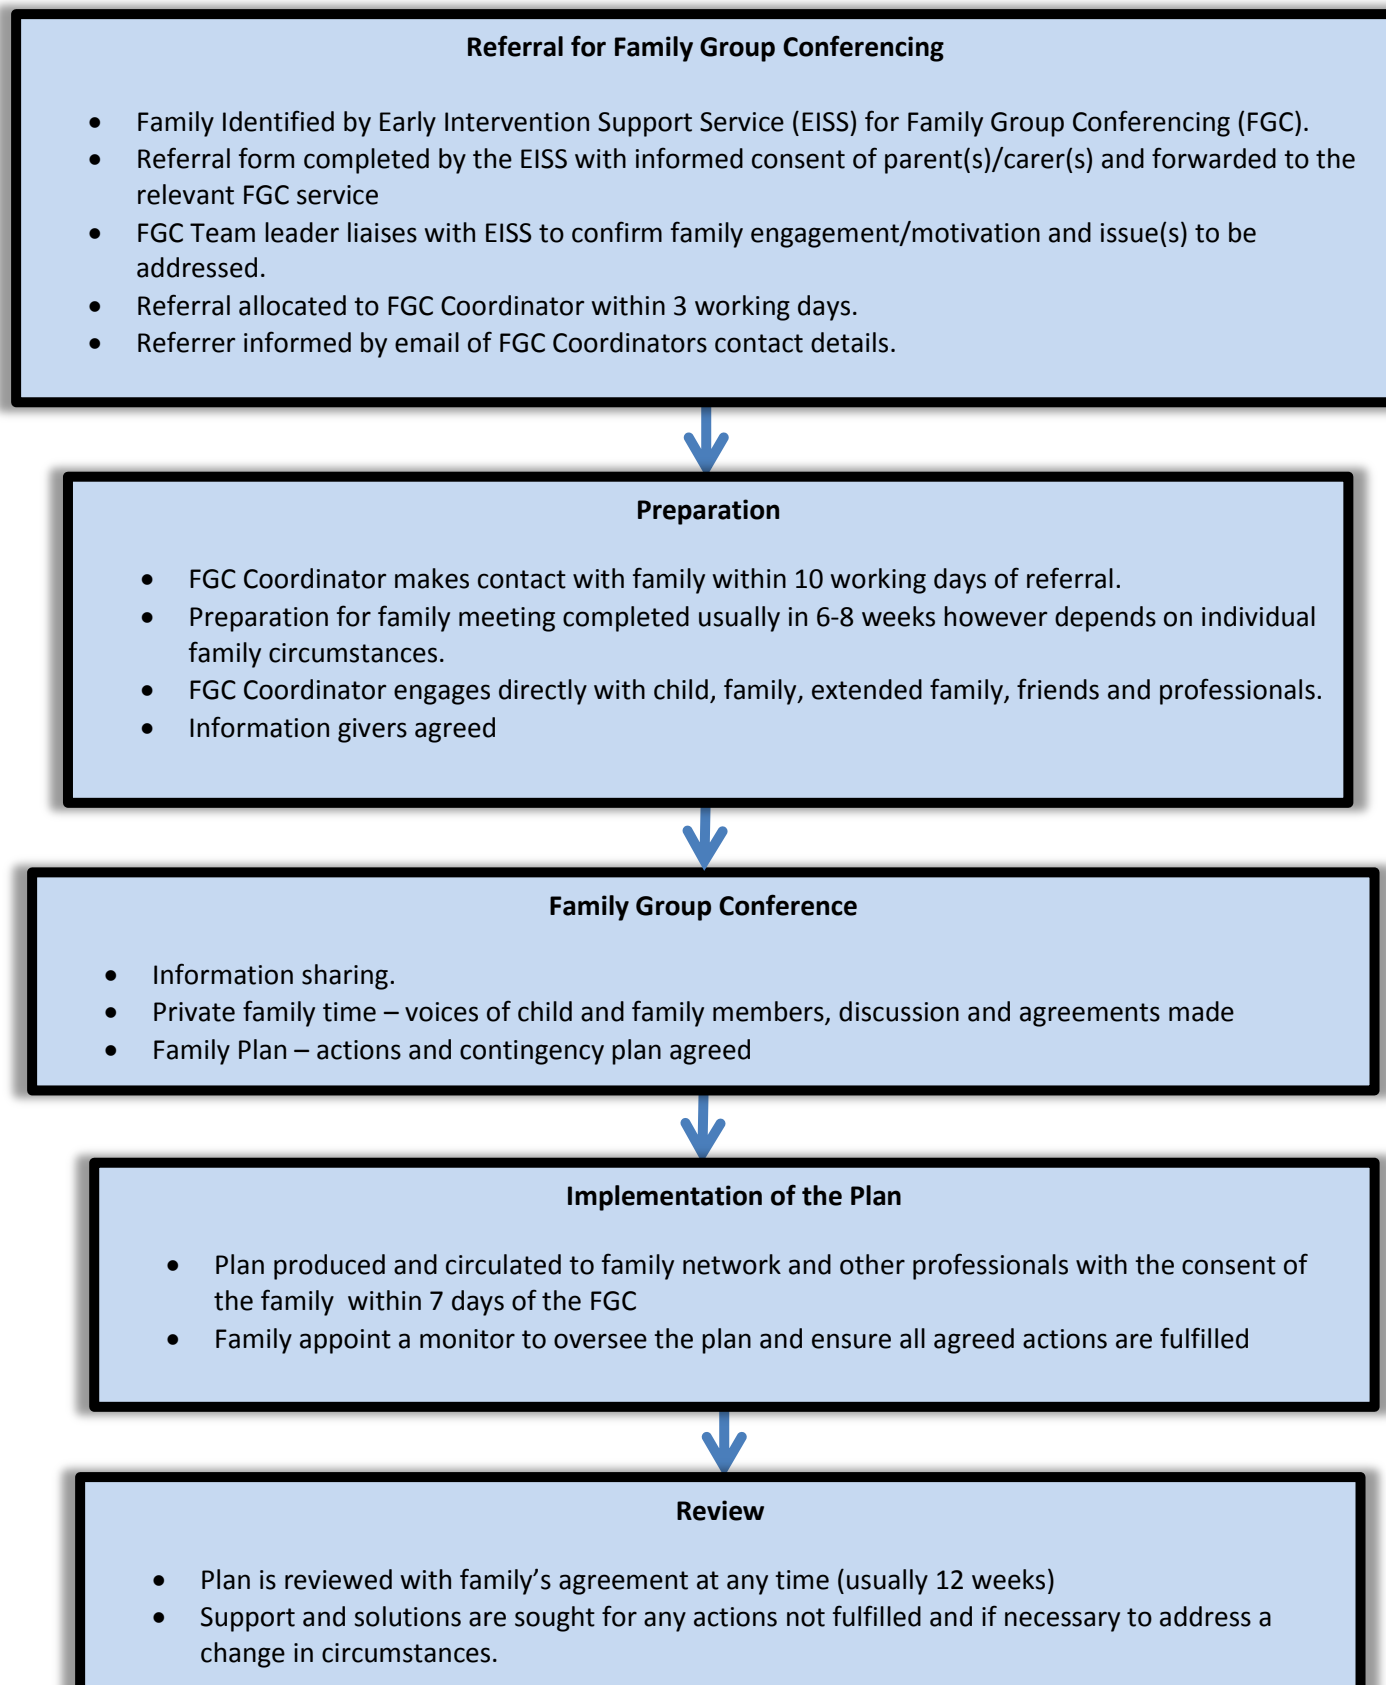 Referral for Family Group Conferencing
• Family Identified by Early Intervention Support Service (EISS) for Family Group Conferencing (FGC).
• Referral form completed by the EISS with informed consent of parent(s)/carer(s) and forwarded to the
relevant FGC service
• FGC Team leader liaises with EISS to confirm family engagement/motivation and issue(s) to be
addressed.
• Referral allocated to FGC Coordinator within 3 working days.
• Referrer informed by email of FGC Coordinators contact details.
Preparation
• FGC Coordinator makes contact with family within 10 working days of referral.
• Preparation for family meeting completed usually in 6-8 weeks however depends on individual
family circumstances.
• FGC Coordinator engages directly with child, family, extended family, friends and professionals.
• Information givers agreed
Family Group Conference
• Information sharing.
• Private family time – voices of child and family members, discussion and agreements made
• Family Plan – actions and contingency plan agreed
Implementation of the Plan
• Plan produced and circulated to family network and other professionals with the consent of
the family  within 7 days of the FGC
• Family appoint a monitor to oversee the plan and ensure all agreed actions are fulfilled
Review
• Plan is reviewed with family’s agreement at any time (usually 12 weeks)
• Support and solutions are sought for any actions not fulfilled and if necessary to address a
change in circumstances.